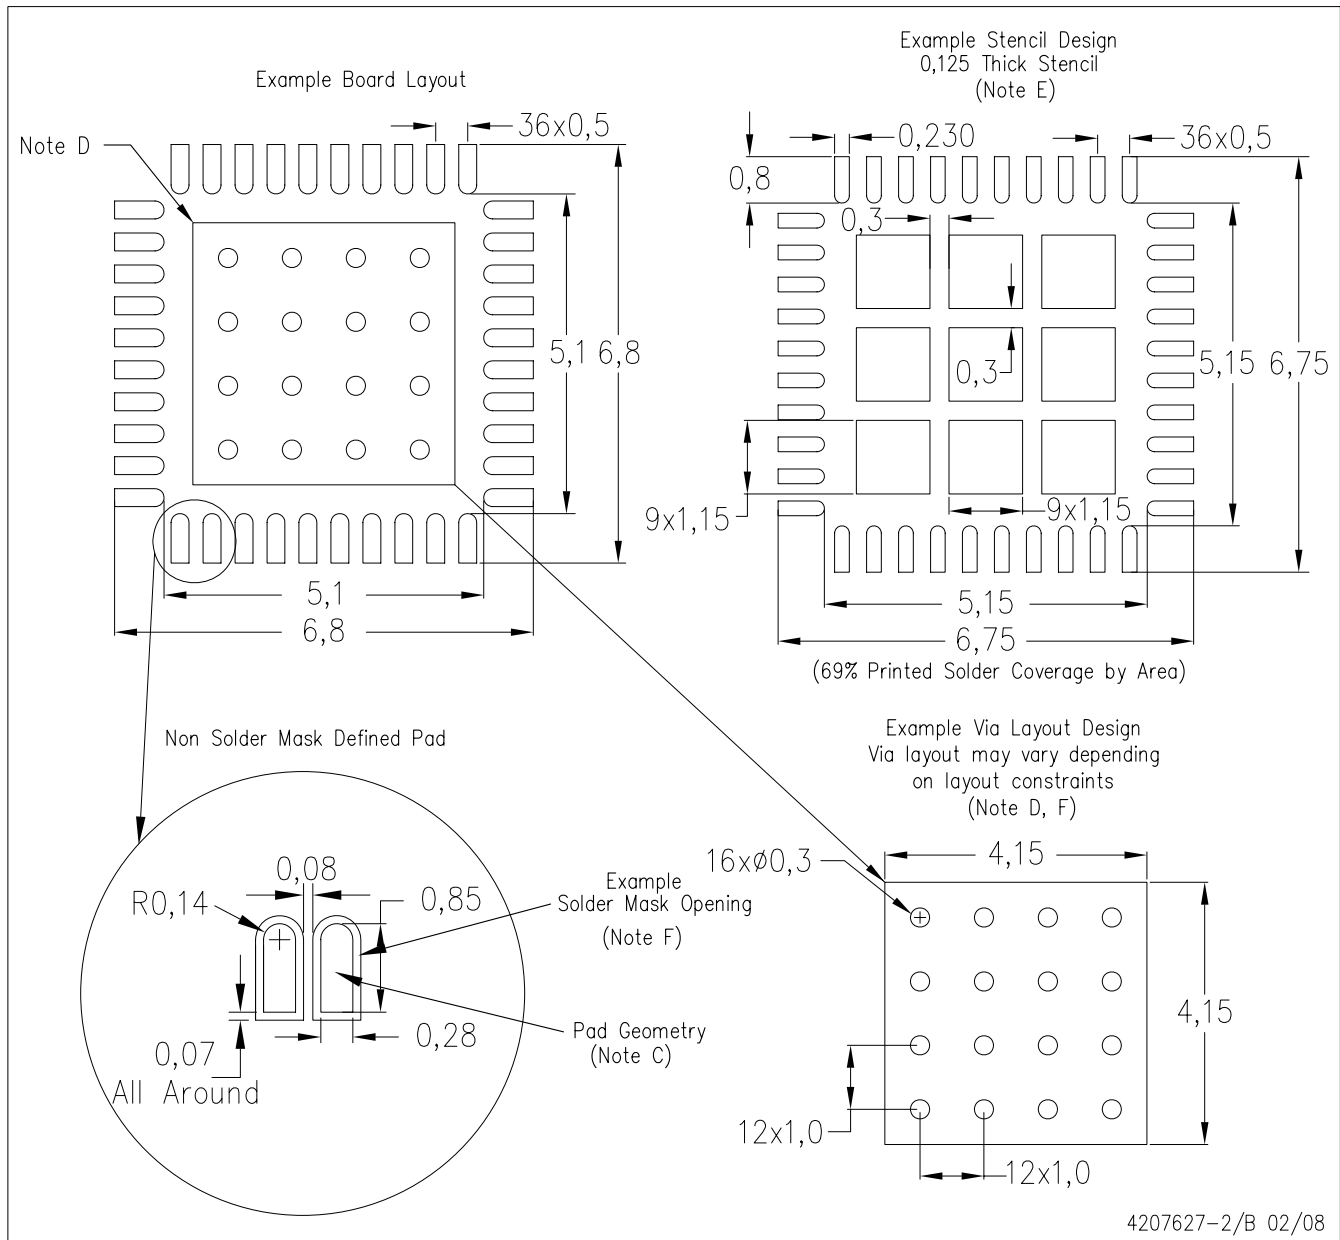 Example Board Layout
Note D
36x0,5
5,1
6,8
5,1
6,8
Example Stencil Design
0,125 Thick Stencil
(Note E)
0,230
36x0,5
0,8
0,3
0,3
5,15
6,75
9x1,15
9x1,15
5,15
6,75
(69% Printed Solder Coverage by Area)
Non Solder Mask Defined Pad
0,08
R0,14
0,85
Example
Solder Mask Opening
(Note F)
0,28
Pad Geometry
(Note C)
0,07
All Around
Example Via Layout Design
Via layout may vary depending
on layout constraints
(Note D, F)
16xø0,3
4,15
4,15
12x1,0
12x1,0
4207627-2/B 02/08